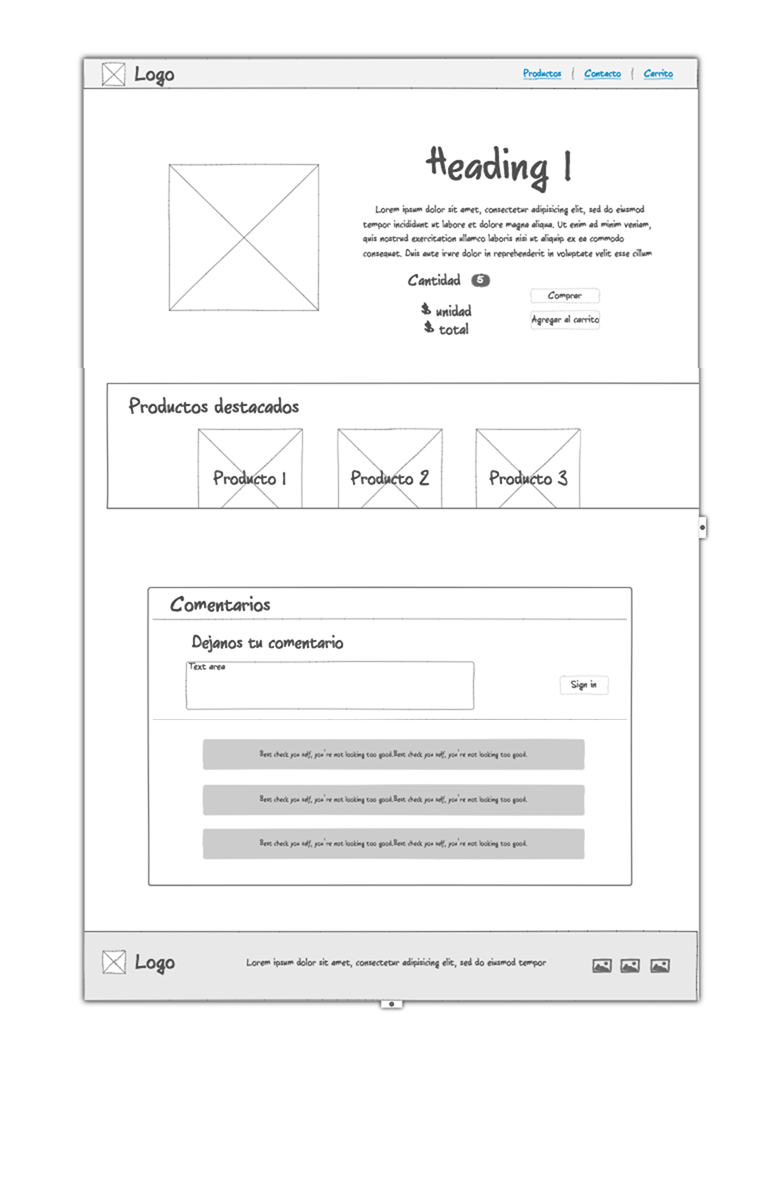 Logo
Productos | Contacto | Carrito
Heading 1
Lorem ipsum dolor sit amet, consectetur adipisicing elit, sed do eiusmod
tempor incididunt ut labore et dolore magna aliqua. Ut enim ad minim veniam,
quis nostrud exercitation ullamco laboris nisi ut aliquip ex ea commodo
consequat. Duis aute irure dolor in reprehenderit in voluptate velit esse cillum
Cantidad 5
$ unidad
$ total
Comprar
Agregar al carrito
Productos destacados
Producto 1
Producto 2
Producto 3
Comentarios
Dejanos tu comentario
Text area
Sign in
Best check yo self, you're not looking too good.Best check yo self, you're not looking too good.
Best check yo self, you're not looking too good.Best check yo self, you're not looking too good.
Best check yo self, you're not looking too good.Best check yo self, you're not looking too good.
Logo
Lorem ipsum dolor sit amet, consectetur adipisicing elit, sed do eiusmod tempor